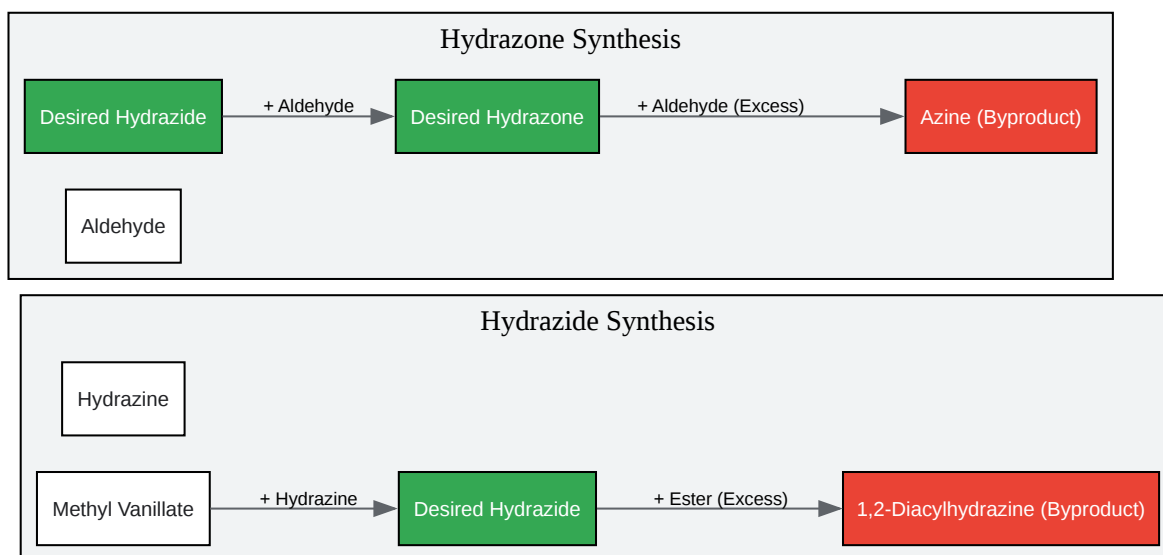 Hydrazone Synthesis
Desired Hydrazide
+ Aldehyde
Desired Hydrazone
+ Aldehyde (Excess)
Azine (Byproduct)
Aldehyde
Hydrazide Synthesis
Hydrazine
Methyl Vanillate
+ Hydrazine
Desired Hydrazide
+ Ester (Excess)
1,2-Diacylhydrazine (Byproduct)